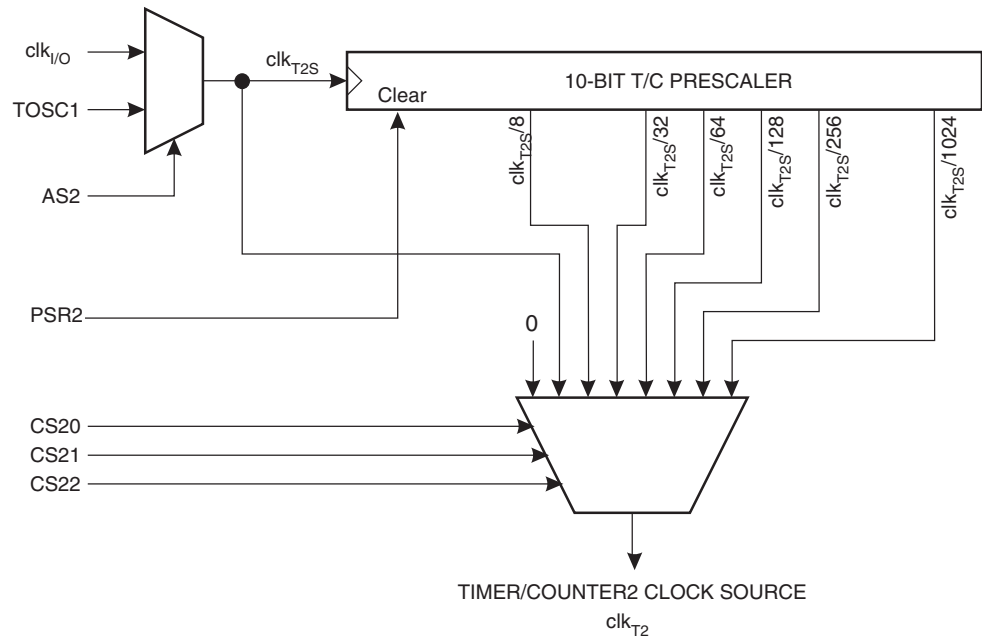 clkI/O
clkT2S
10-BIT T/C PRESCALER
TOSC1
Clear
clkT2S/8
clkT2S/32
clkT2S/64
clkT2S/128
clkT2S/256
clkT2S/1024
AS2
PSR2
0
CS20
CS21
CS22
TIMER/COUNTER2 CLOCK SOURCE
clkT2